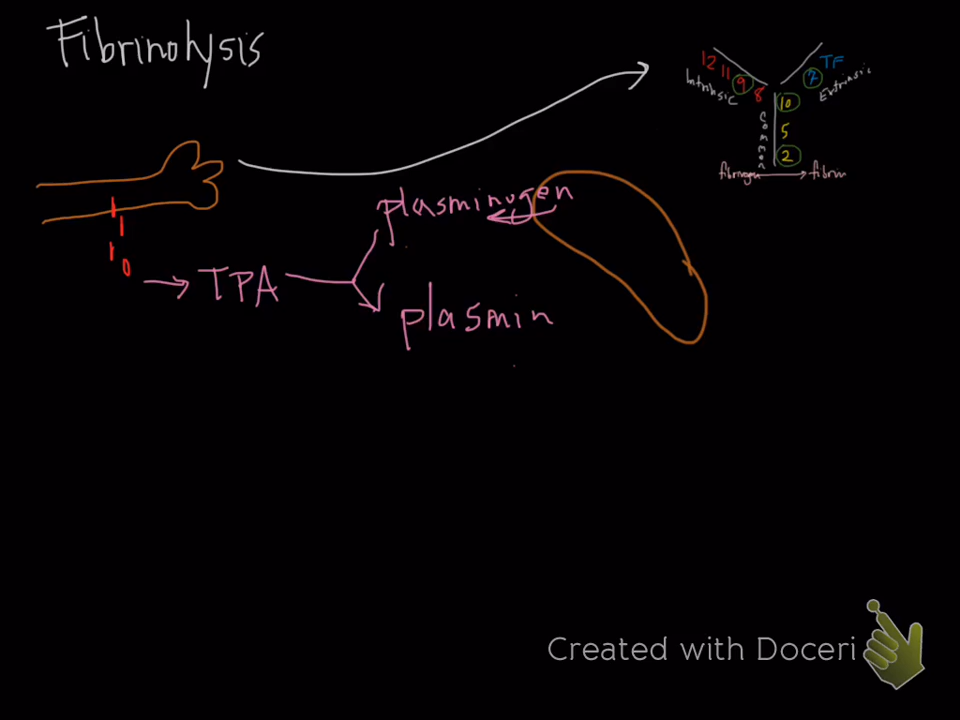 Fibrinolysis
12
11
9
8
Intrinsic
TF
7
Extrinsic
10
5
2
Common
fibrinogen → fibrin
plasminogen
→ TPA
plasmin
Created with Doceri